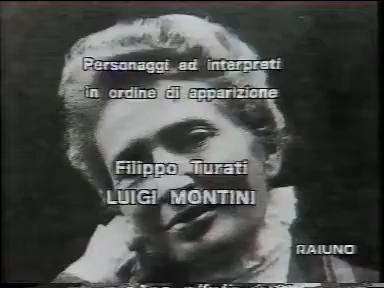 Personaggi ed interpreti
in ordine di apparizione
Filippo Turati
LUIGI MONTINI
RAIUNO